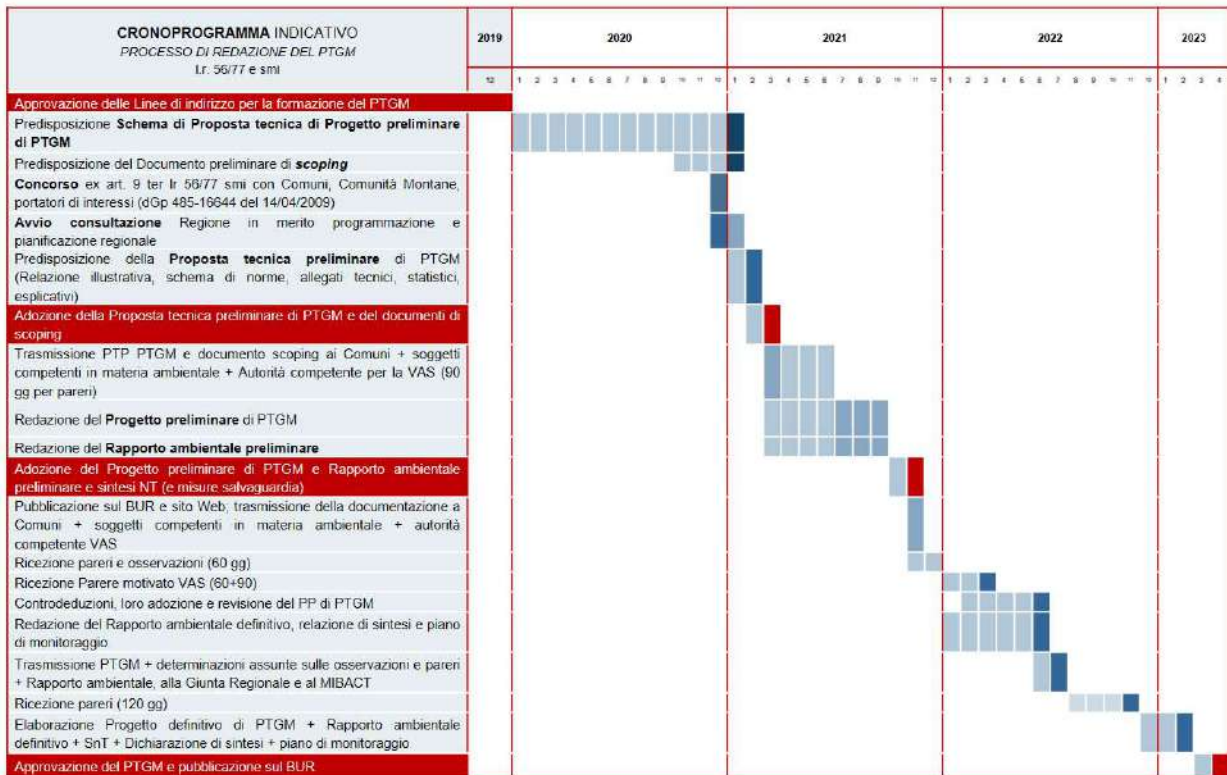 CRONOPROGRAMMA INDICATIVO
PROCESSO DI REDAZIONE DEL PTGM
l.r. 56/77 e smi
2019 2020 2021 2022 2023
12 1 2 3 4 5 6 7 8 9 10 11 12 1 2 3 4 5 6 7 8 9 10 11 12 1 2 3 4 5 6 7 8 9 10 11 12 1 2 3 4
Approvazione delle Linee di indirizzo per la formazione del PTGM
Predisposizione Schema di Proposta tecnica di Progetto preliminare
di PTGM
Predisposizione del Documento preliminare di scoping
Concorso ex art. 9 ter lr 56/77 smi con Comuni, Comunità Montane,
portatori di interessi (dGp 485-16644 del 14/04/2009)
Avvio consultazione Regione in merito programmazione e
pianificazione regionale
Predisposizione della Proposta tecnica preliminare di PTGM
(Relazione illustrativa, schema di norme, allegati tecnici, statistici,
esplicativi)
Adozione della Proposta tecnica preliminare di PTGM e del documenti di
scoping
Trasmissione PTP PTGM e documento scoping ai Comuni + soggetti
competenti in materia ambientale + Autorità competente per la VAS (90
gg per pareri)
Redazione del Progetto preliminare di PTGM
Redazione del Rapporto ambientale preliminare
Adozione del Progetto preliminare di PTGM e Rapporto ambientale
preliminare e sintesi NT (e misure salvaguardia)
Pubblicazione sul BUR e sito Web, trasmissione della documentazione a
Comuni + soggetti competenti in materia ambientale + autorità
competente VAS
Ricezione pareri e osservazioni (60 gg)
Ricezione Parere motivato VAS (60+90)
Controdeduzioni, loro adozione e revisione del PP di PTGM
Redazione del Rapporto ambientale definitivo, relazione di sintesi e piano
di monitoraggio
Trasmissione PTGM + determinazioni assunte sulle osservazioni e pareri
+ Rapporto ambientale, alla Giunta Regionale e al MIBACT
Ricezione pareri (120 gg)
Elaborazione Progetto definitivo di PTGM + Rapporto ambientale
definitivo + SnT + Dichiarazione di sintesi + piano di monitoraggio
Approvazione del PTGM e pubblicazione sul BUR